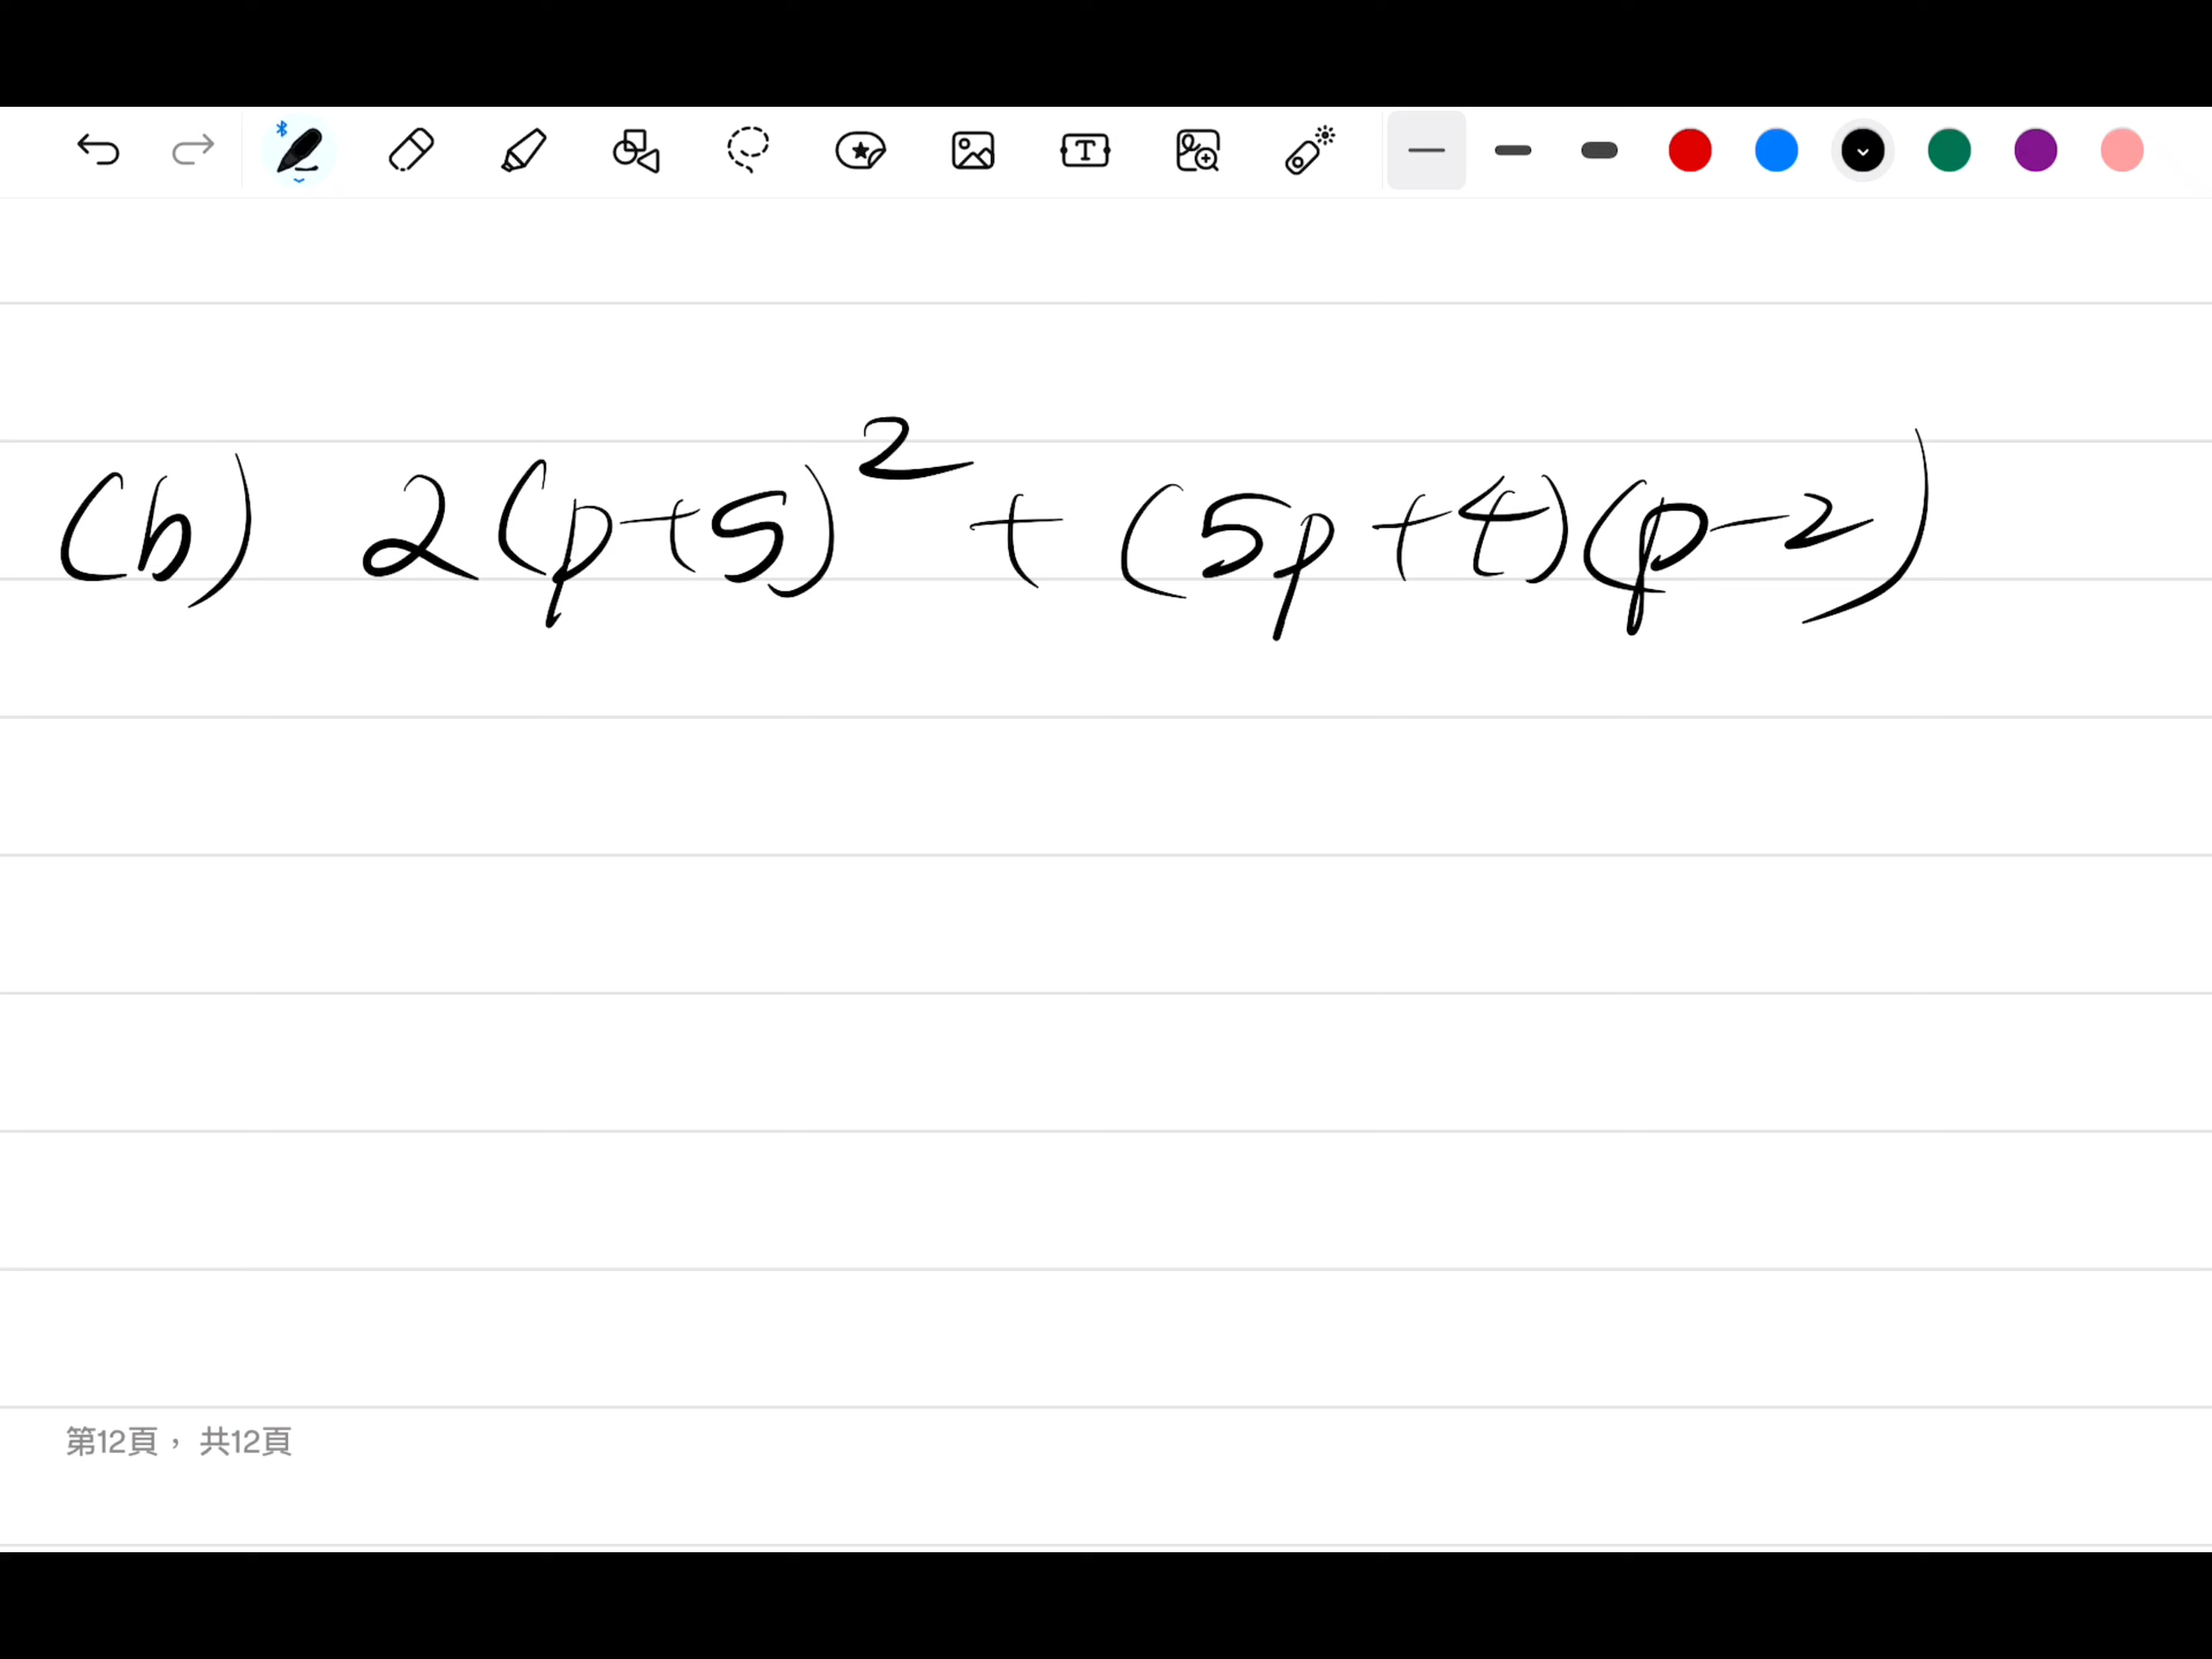 (b) 2(p+5)² + (5p+4)(p-2)
第12頁， 共12頁